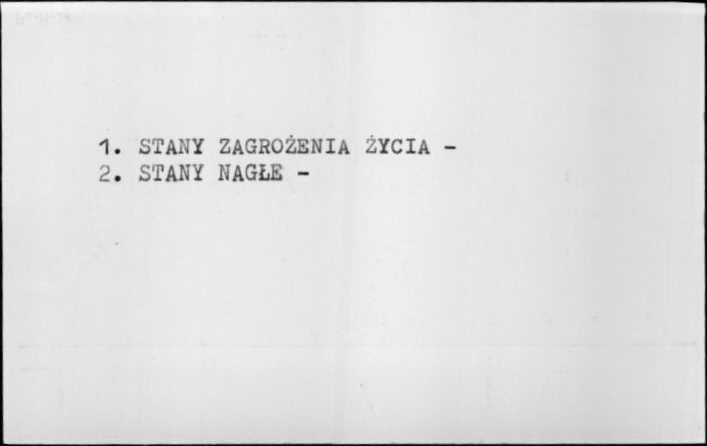 1. STANY ZAGROŻENIA ŻYCIA -
2. STANY NAGŁE -